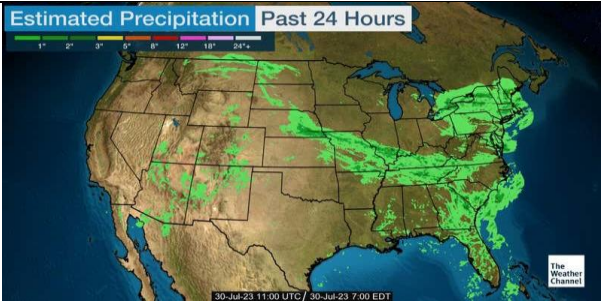 Estimated Precipitation Past 24 Hours
1" 2" 3" 5" 8" 12" 18" 24"+
The
Weather
Channel
30-Jul-23 11:00 UTC / 30-Jul-23 7:00 EDT